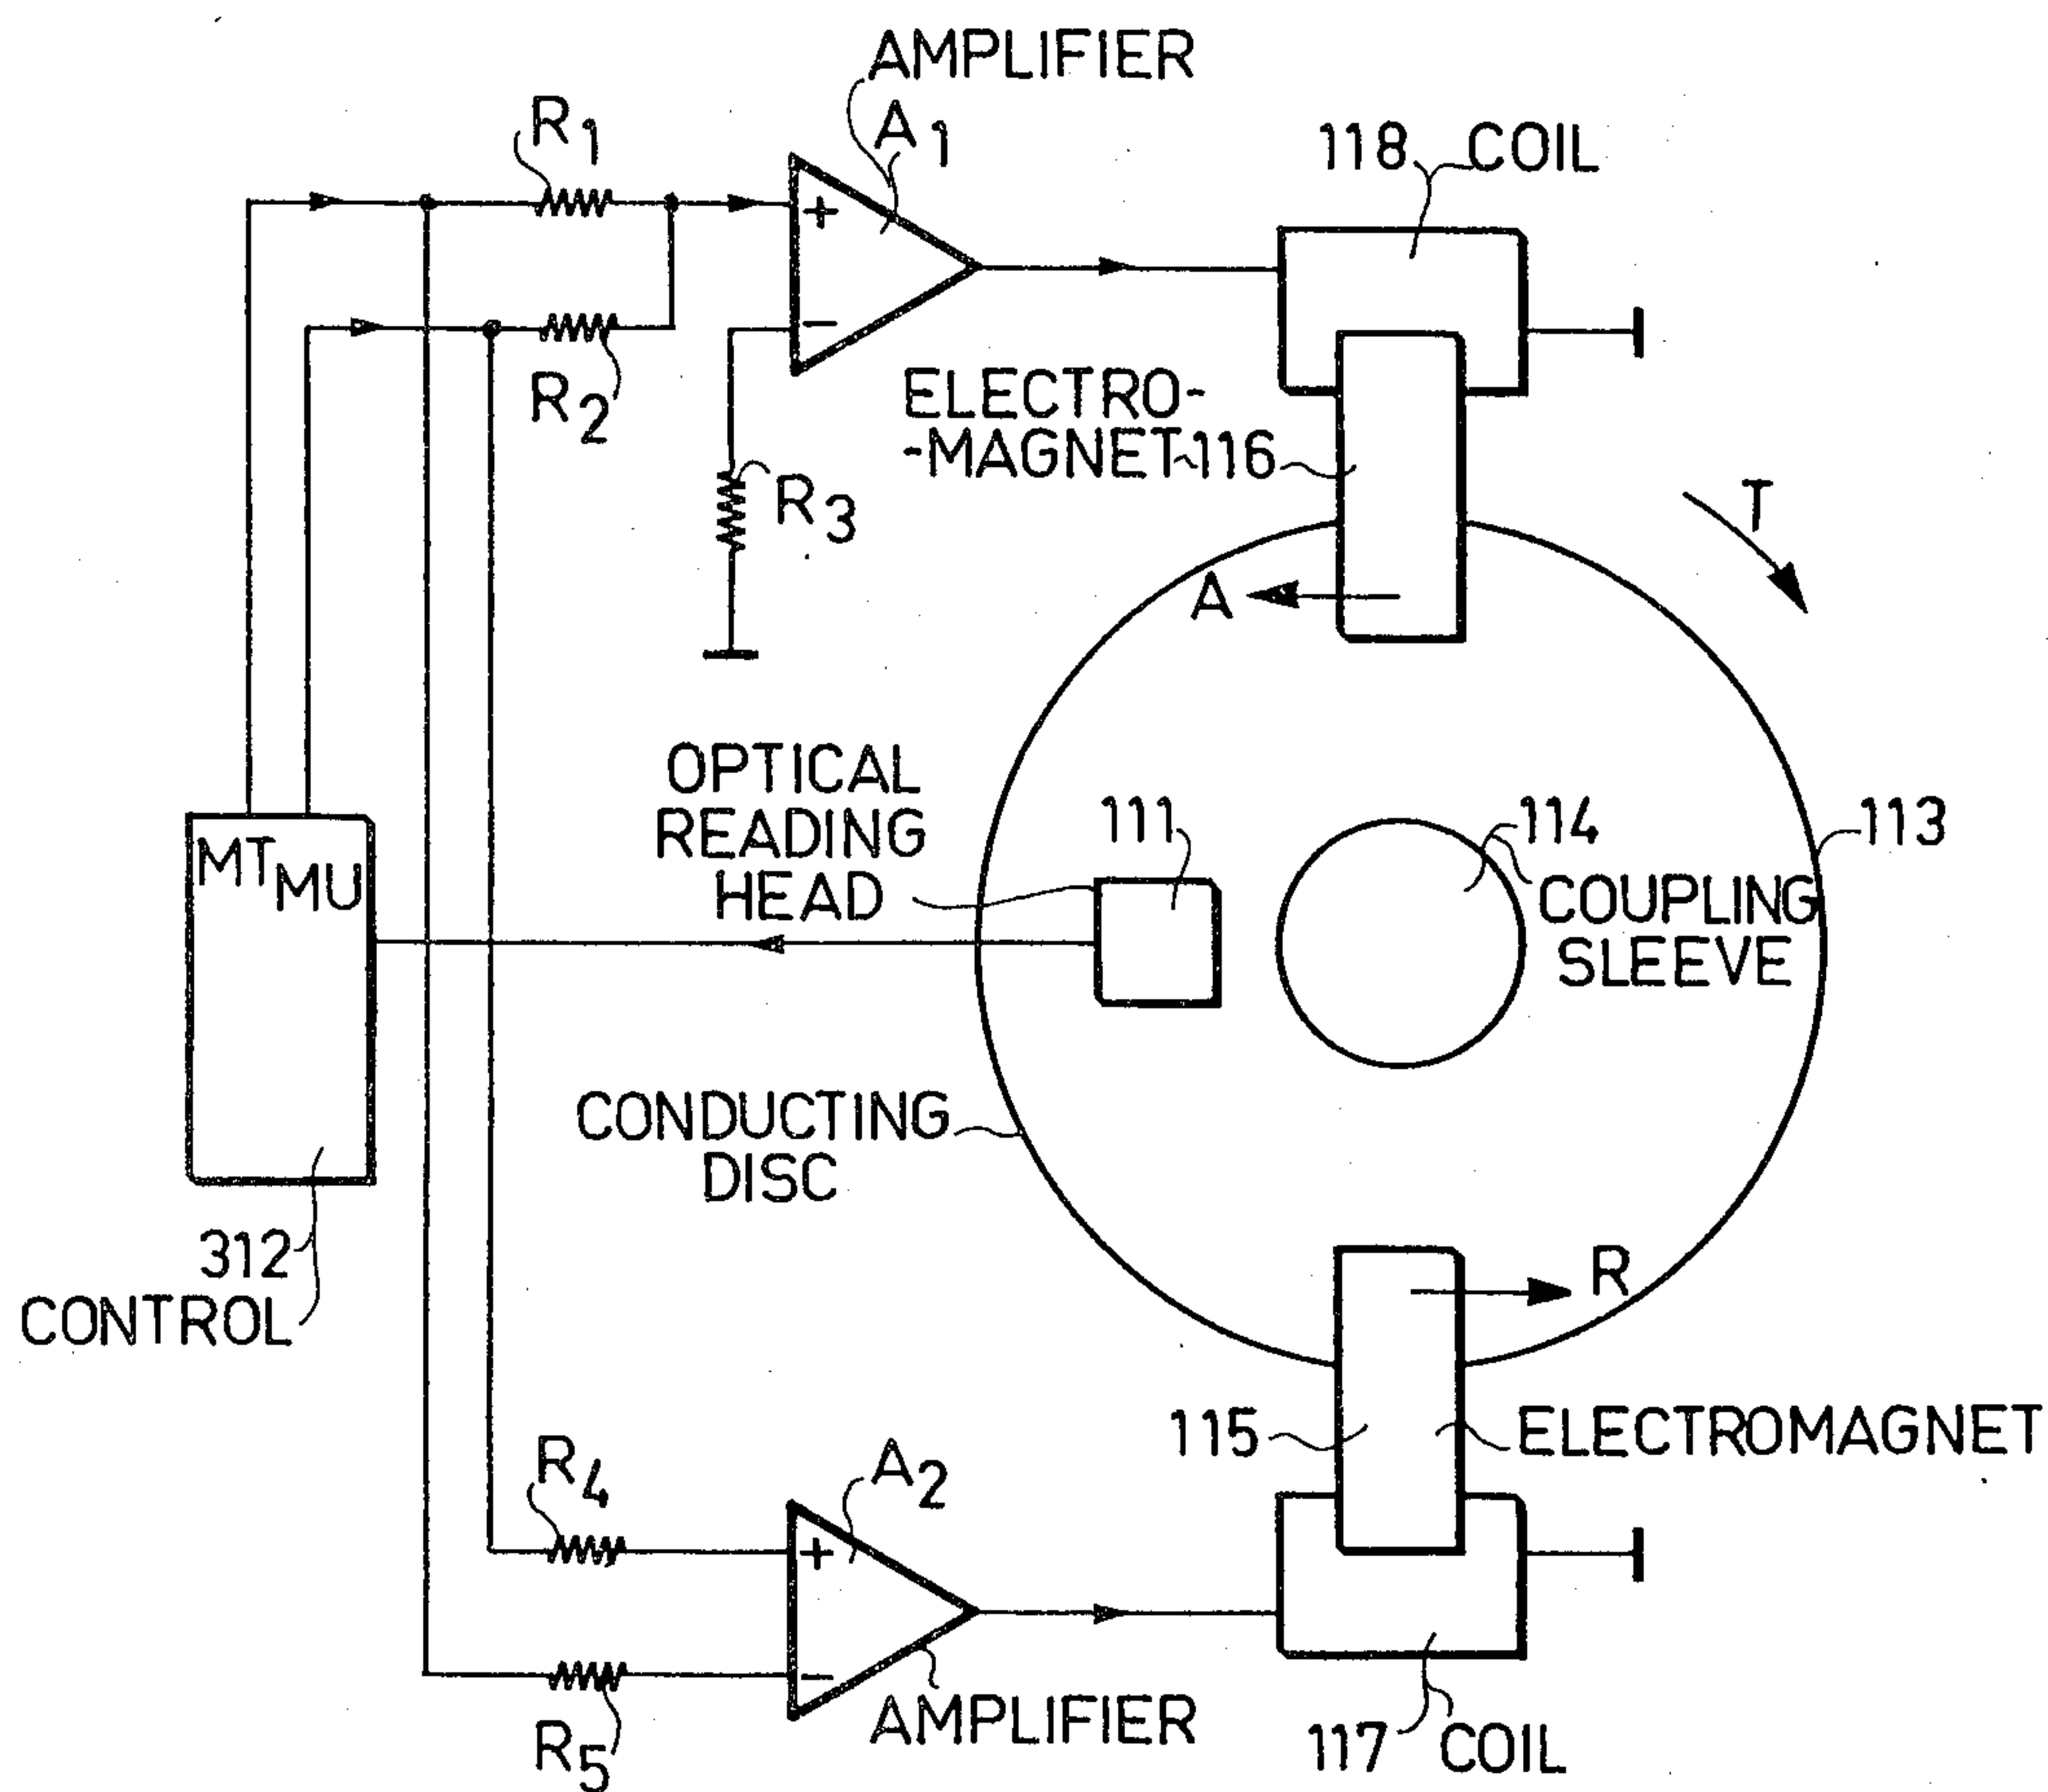 AMPLIFIER
A1
R1
118 COIL
+
R2
-
ELECTRO-
-MAGNET 116
R3
T
A
OPTICAL
READING
HEAD
111
114
113
COUPLING
SLEEVE
MT
MU
CONDUCTING
DISC
312
CONTROL
R
115
ELECTROMAGNET
R4
A2
+
-
R5
AMPLIFIER
117 COIL